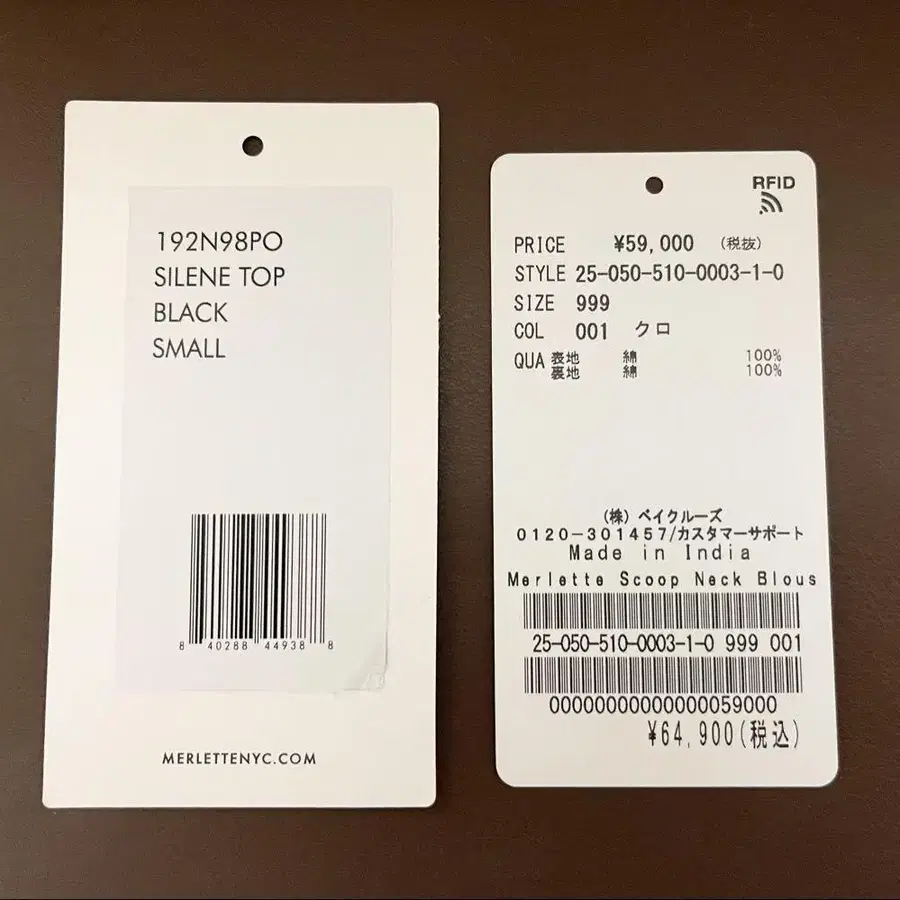 192N98PO
SILENE TOP
BLACK
SMALL
8 40288 44938 8
MERLETTENYC.COM
RFID
PRICE ¥59,000 (税抜)
STYLE 25-050-510-0003-1-0
SIZE 999
COL 001 クロ
QUA 表地 綿 100%
裏地 綿 100%
(株) ベイクルーズ
0120-301457/カスタマーサポート
Made in India
Merlette Scoop Neck Blous
25-050-510-0003-1-0 999 001
00000000000000059000
¥64,900(税込)